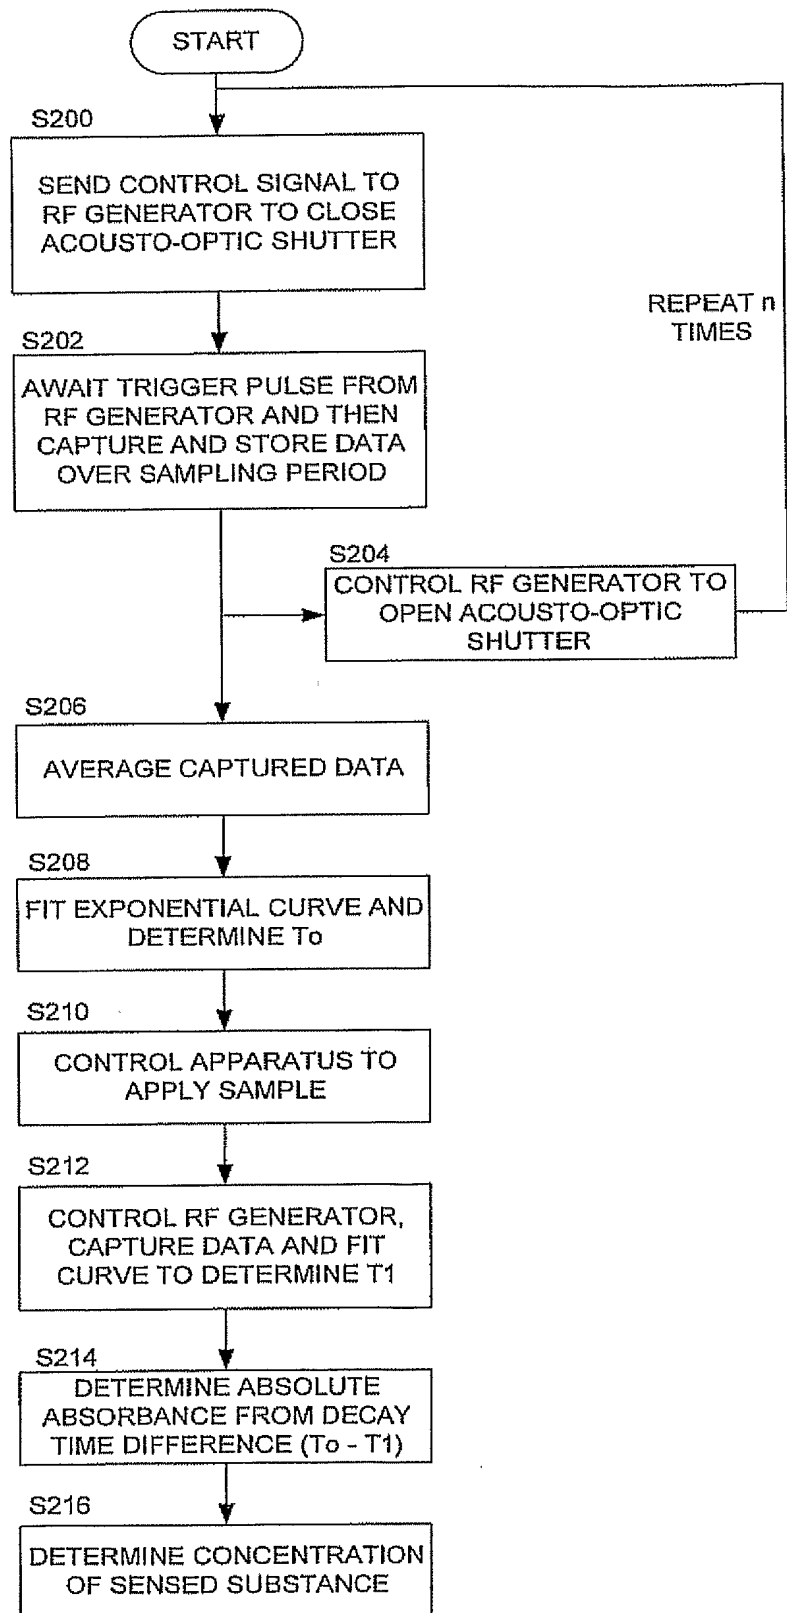 START
S200
SEND CONTROL SIGNAL TO
RF GENERATOR TO CLOSE
ACOUSTO-OPTIC SHUTTER
REPEAT n
TIMES
S202
AWAIT TRIGGER PULSE FROM
RF GENERATOR AND THEN
CAPTURE AND STORE DATA
OVER SAMPLING PERIOD
S204
CONTROL RF GENERATOR TO
OPEN ACOUSTO-OPTIC
SHUTTER
S206
AVERAGE CAPTURED DATA
S208
FIT EXPONENTIAL CURVE AND
DETERMINE To
S210
CONTROL APPARATUS TO
APPLY SAMPLE
S212
CONTROL RF GENERATOR,
CAPTURE DATA AND FIT
CURVE TO DETERMINE T1
S214
DETERMINE ABSOLUTE
ABSORBANCE FROM DECAY
TIME DIFFERENCE (To - T1)
S216
DETERMINE CONCENTRATION
OF SENSED SUBSTANCE